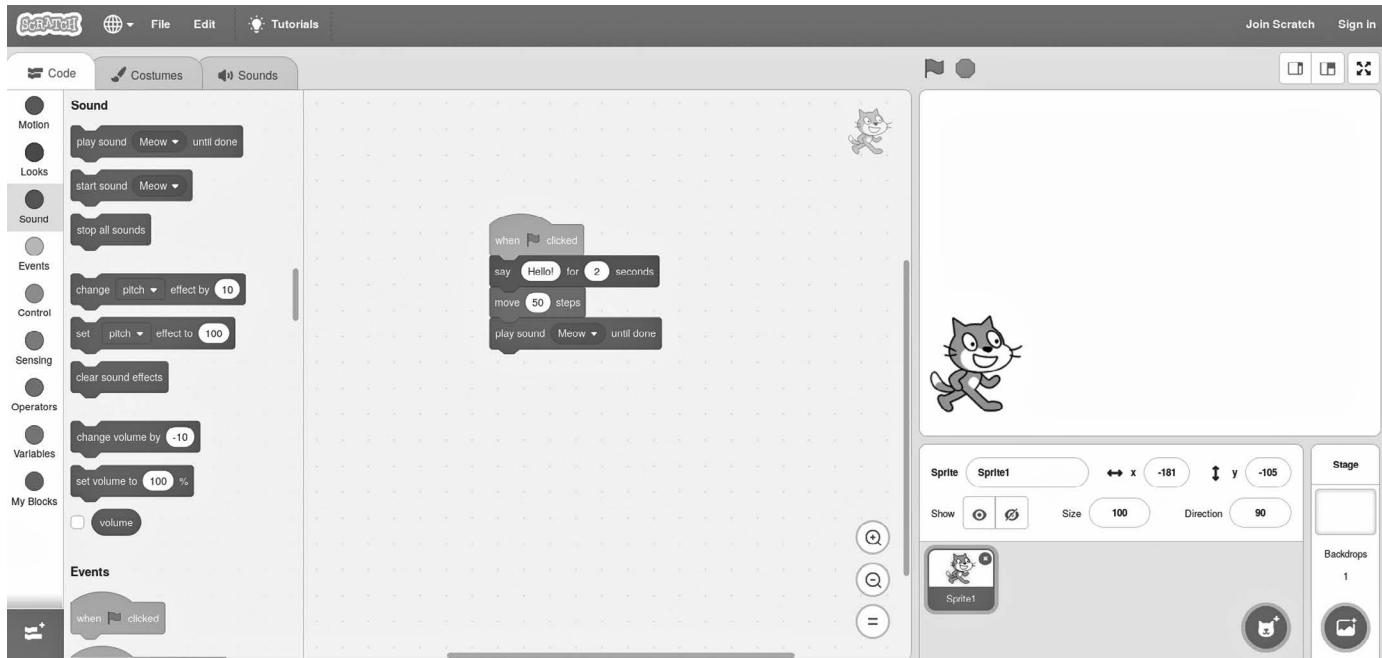 SCRATCH File Edit Tutorials Join Scratch Sign in
Code Costumes Sounds
Motion
Looks
Sound
Events
Control
Sensing
Operators
Variables
My Blocks
Sound
play sound Meow until done
start sound Meow
stop all sounds
change pitch effect by 10
set pitch effect to 100
clear sound effects
change volume by -10
set volume to 100 %
volume
Events
when clicked
when clicked
say Hello! for 2 seconds
move 50 steps
play sound Meow until done
Sprite Sprite1 x -181 y -105
Show Size 100 Direction 90
Sprite1
Stage
Backdrops
1